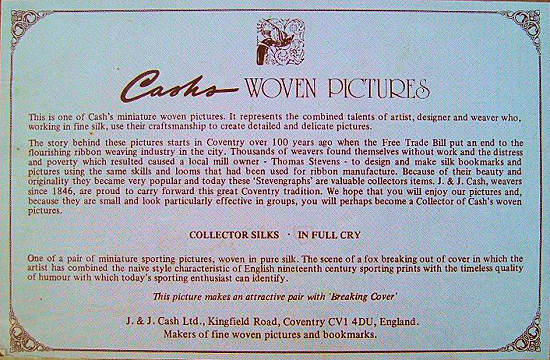 Cashs WOVEN PICTURES
This is one of Cash's miniature woven pictures. It represents the combined talents of artist, designer and weaver who,
working in fine silk, use their craftsmanship to create detailed and delicate pictures.
The story behind these pictures starts in Coventry over 100 years ago when the Free Trade Bill put an end to the
flourishing ribbon weaving industry in the city. Thousands of weavers found themselves without work and the distress
and poverty which resulted caused a local mill owner - Thomas Stevens - to design and make silk bookmarks and
pictures using the same skills and looms that had been used for ribbon manufacture. Because of their beauty and
originality they became very popular and today these 'Stevengraphs' are valuable collectors items. J. & J. Cash, weavers
since 1846, are proud to carry forward this great Coventry tradition. We hope that you will enjoy our pictures and,
because they are small and look particularly effective in groups, you will perhaps become a Collector of Cash's woven
pictures.
COLLECTOR SILKS · IN FULL CRY
One of a pair of miniature sporting pictures, woven in pure silk. The scene of a fox breaking out of cover in which the
artist has combined the naive style characteristic of English nineteenth century sporting prints with the timeless quality
of humour with which today's sporting enthusiast can identify.
This picture makes an attractive pair with 'Breaking Cover'
J. & J. Cash Ltd., Kingfield Road, Coventry CV1 4DU, England.
Makers of fine woven pictures and bookmarks.